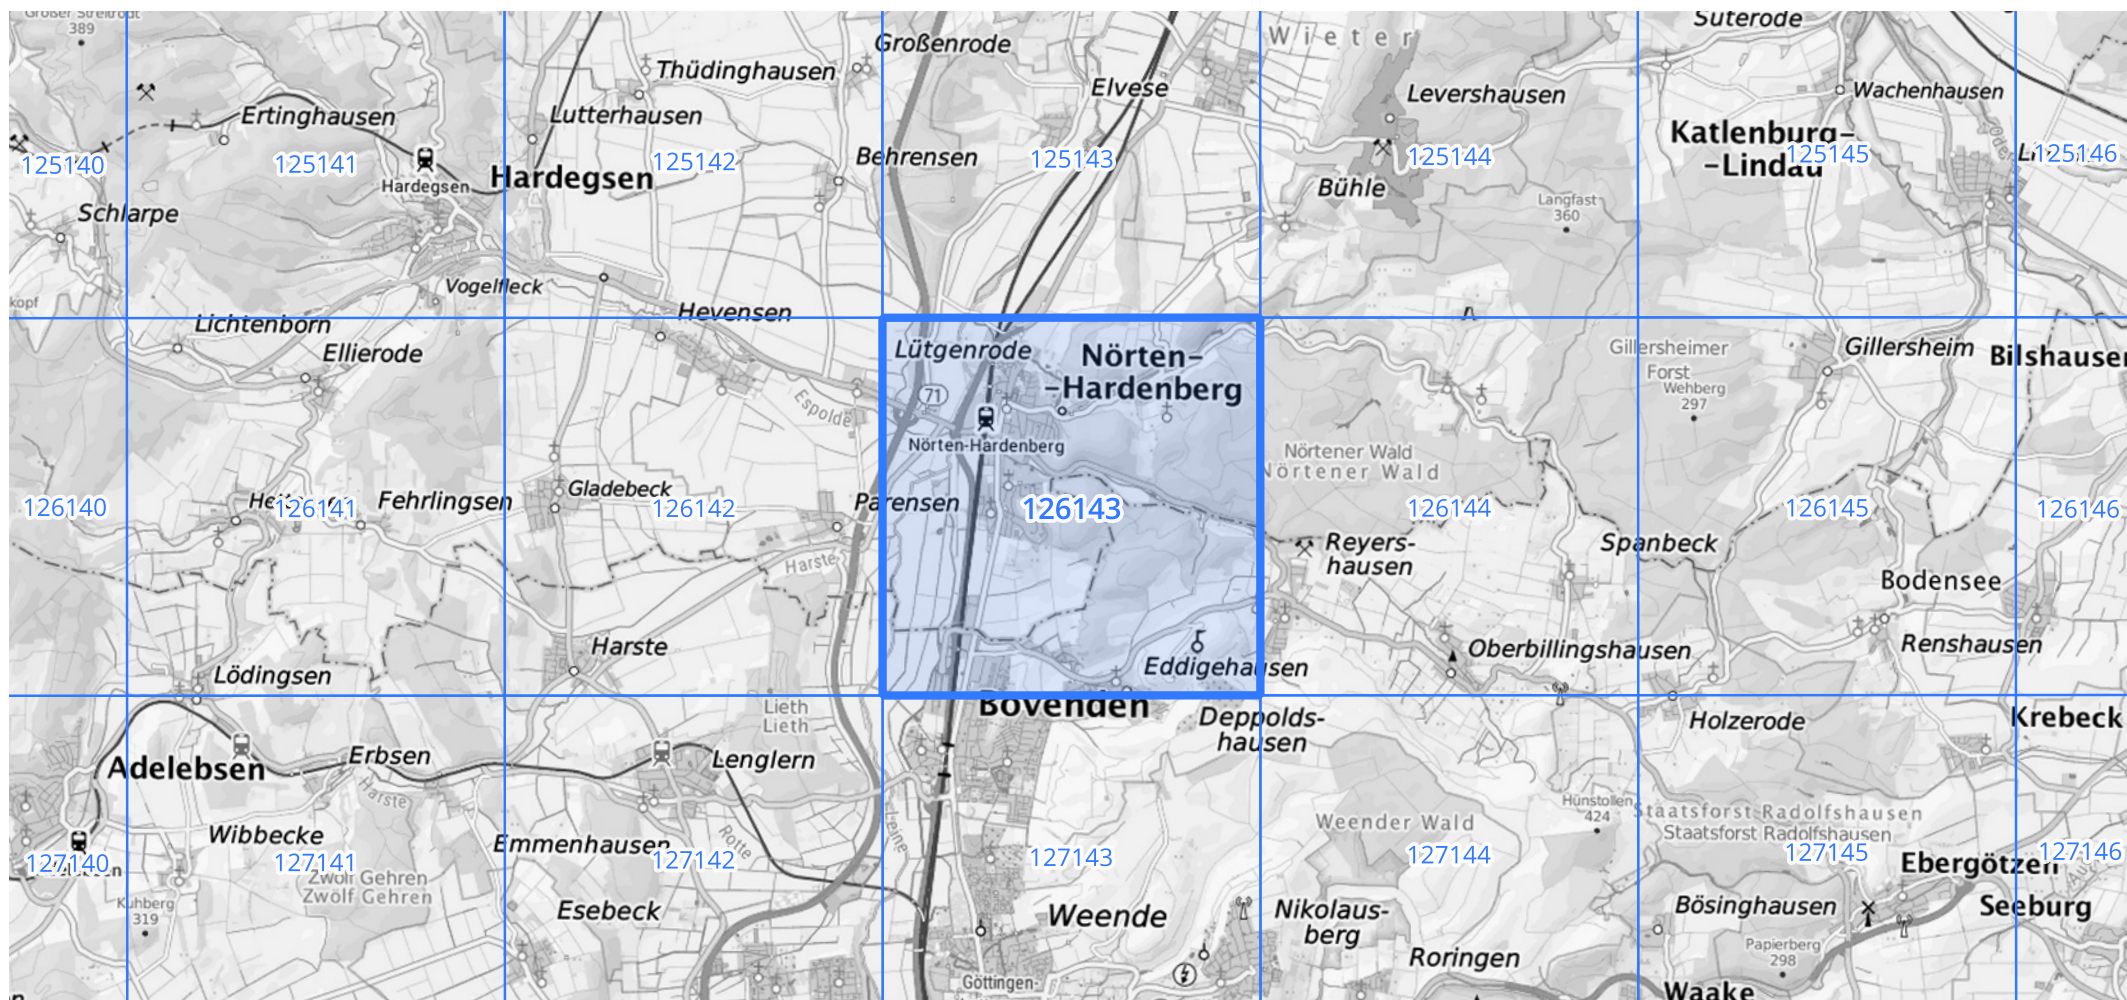 Großer Streitrodt
389
Suterode
Wieter
Großenrode
Thüdinghausen
Elvese
Levershausen
Wachenhausen
Ertinghausen
Lutterhausen
Katlenburg-
-Lindau
125140
125141
125142
Behrensen
125143
125144
125145
125146
Hardegsen
Hardegsen
Bühle
Langfast
360
Schlarpe
Vogelfleck
kopf
Hevensen
Lichtenborn
Ellierode
Lütgenrode
Nörten-
-Hardenberg
Gillersheimer
Forst
Wehberg
297
Gillersheim
Bilshausen
71
Espolde
Nörten-Hardenberg
Nörtener Wald
Nörtener Wald
126140
126141
Fehrlingsen
Gladebeck
126142
Parensen
126143
126144
126145
126146
Reyers-
hausen
Spanbeck
Harste
Bodensee
Harste
Oberbillingshausen
Renshausen
Lödingsen
Eddigehausen
Lieth
Lieth
Bovenden
Deppolds-
hausen
Holzerode
Krebeck
Adelebsen
Erbsen
Lenglern
Harste
Hünstollen
424
Staatsforst Radolfshausen
Staatsforst Radolfshausen
Weender Wald
Wibbecke
Emmenhausen
Rotte
Leine
127140
127141
127142
127143
127144
127145
127146
Zwölf Gehren
Zwölf Gehren
Ebergötzen
Kuhberg
319
Esebeck
Weende
Nikolaus-
berg
Bösinghausen
Seeburg
Papierberg
298
Roringen
Göttingen-
Waake